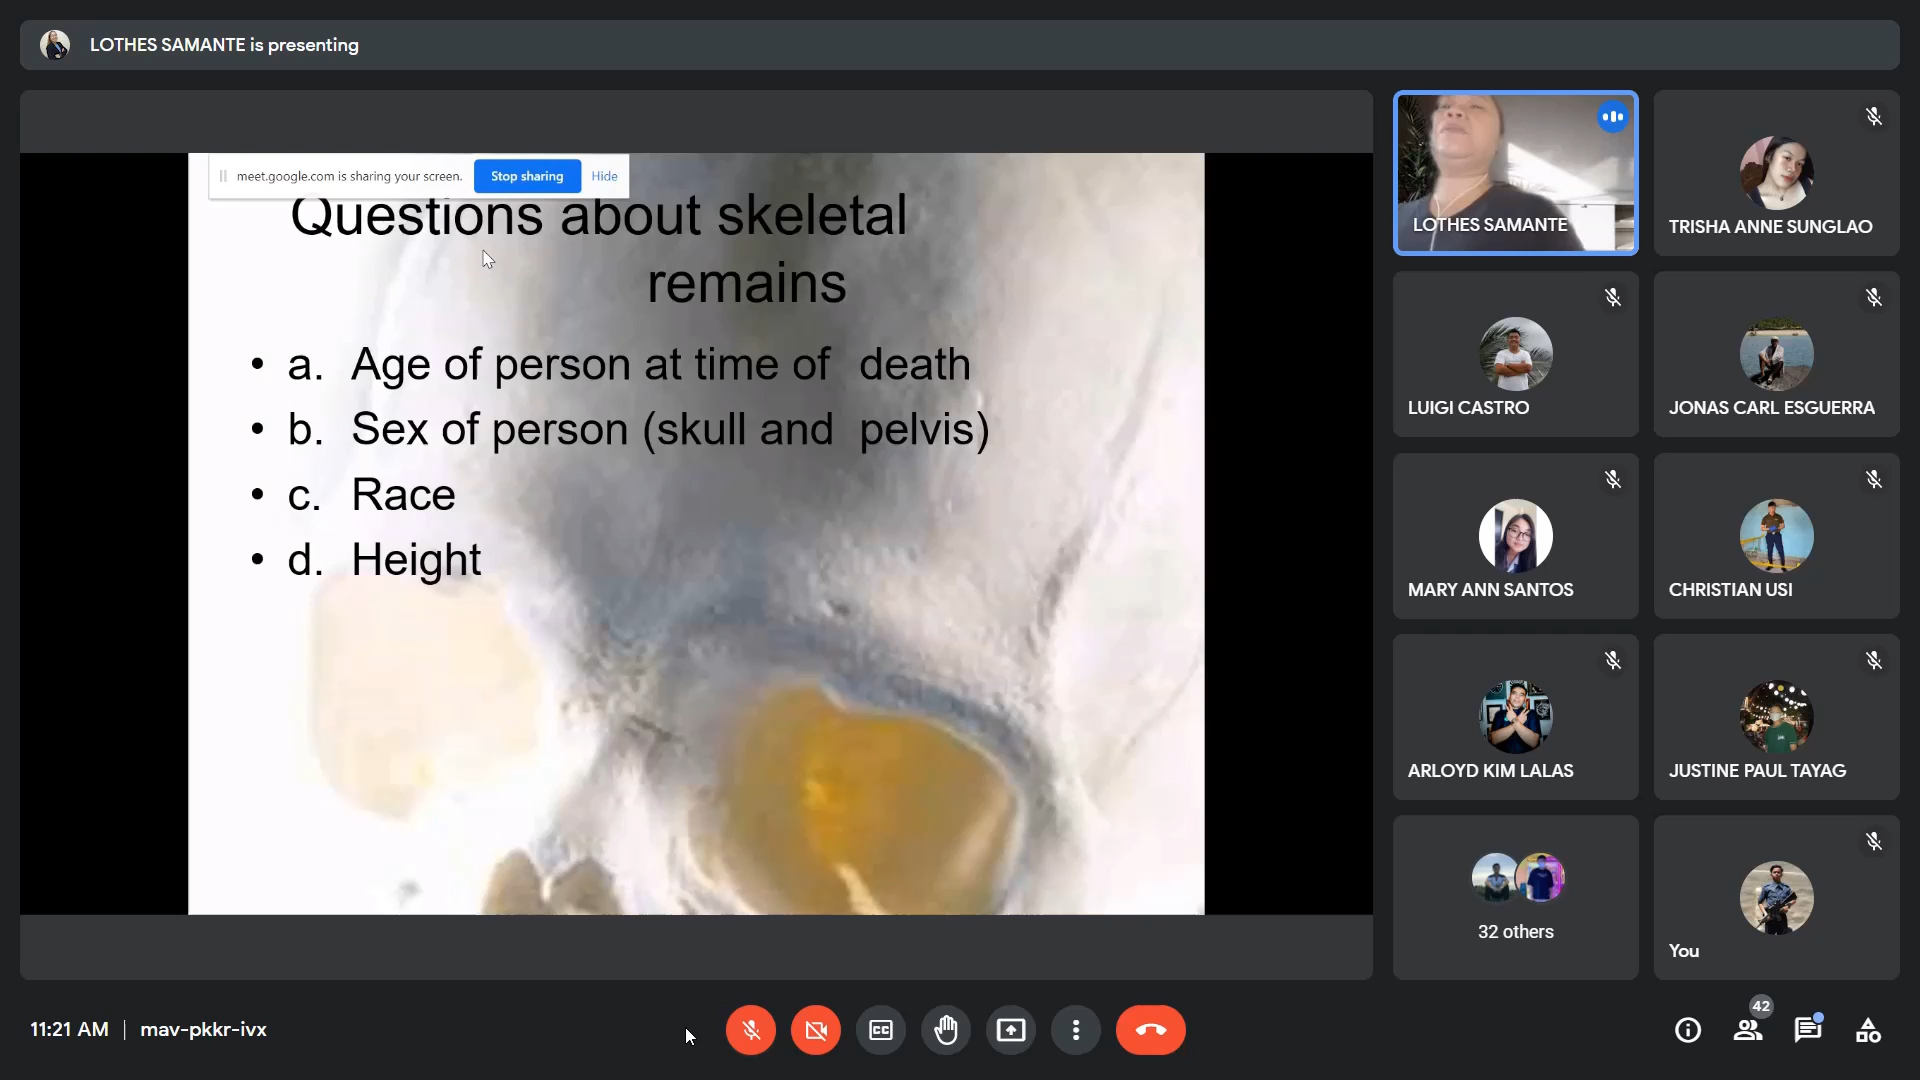 LOTHES SAMANTE is presenting
meet.google.com is sharing your screen.
Stop sharing
Hide
Questions about skeletal
remains
• a. Age of person at time of death
• b. Sex of person (skull and pelvis)
• c. Race
• d. Height
LOTHES SAMANTE
TRISHA ANNE SUNGLAO
LUIGI CASTRO
JONAS CARL ESGUERRA
MARY ANN SANTOS
CHRISTIAN USI
ARLOYD KIM LALAS
JUSTINE PAUL TAYAG
32 others
You
11:21 AM | mav-pkkr-ivx
CC
42